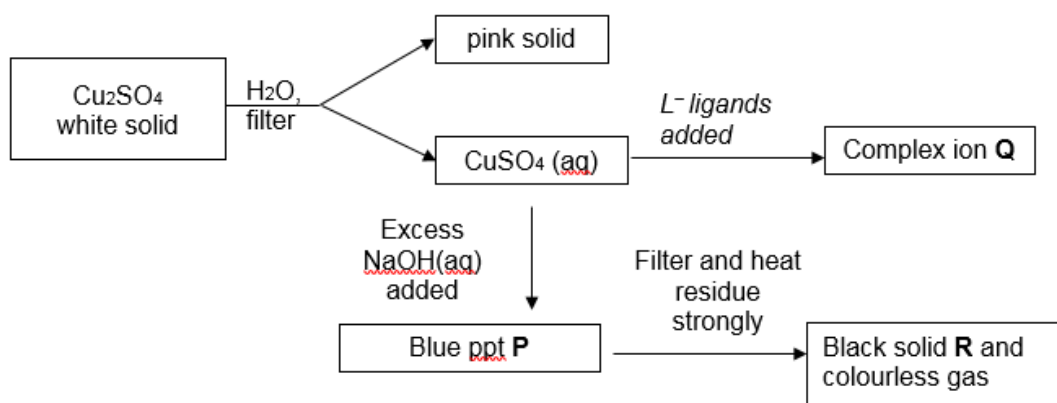 pink solid
Cu₂SO₄
white solid
H₂O,
filter
L⁻ ligands
added
CuSO₄ (aq)
Complex ion Q
Excess
NaOH(aq)
added
Filter and heat
residue
strongly
Blue ppt P
Black solid R and
colourless gas